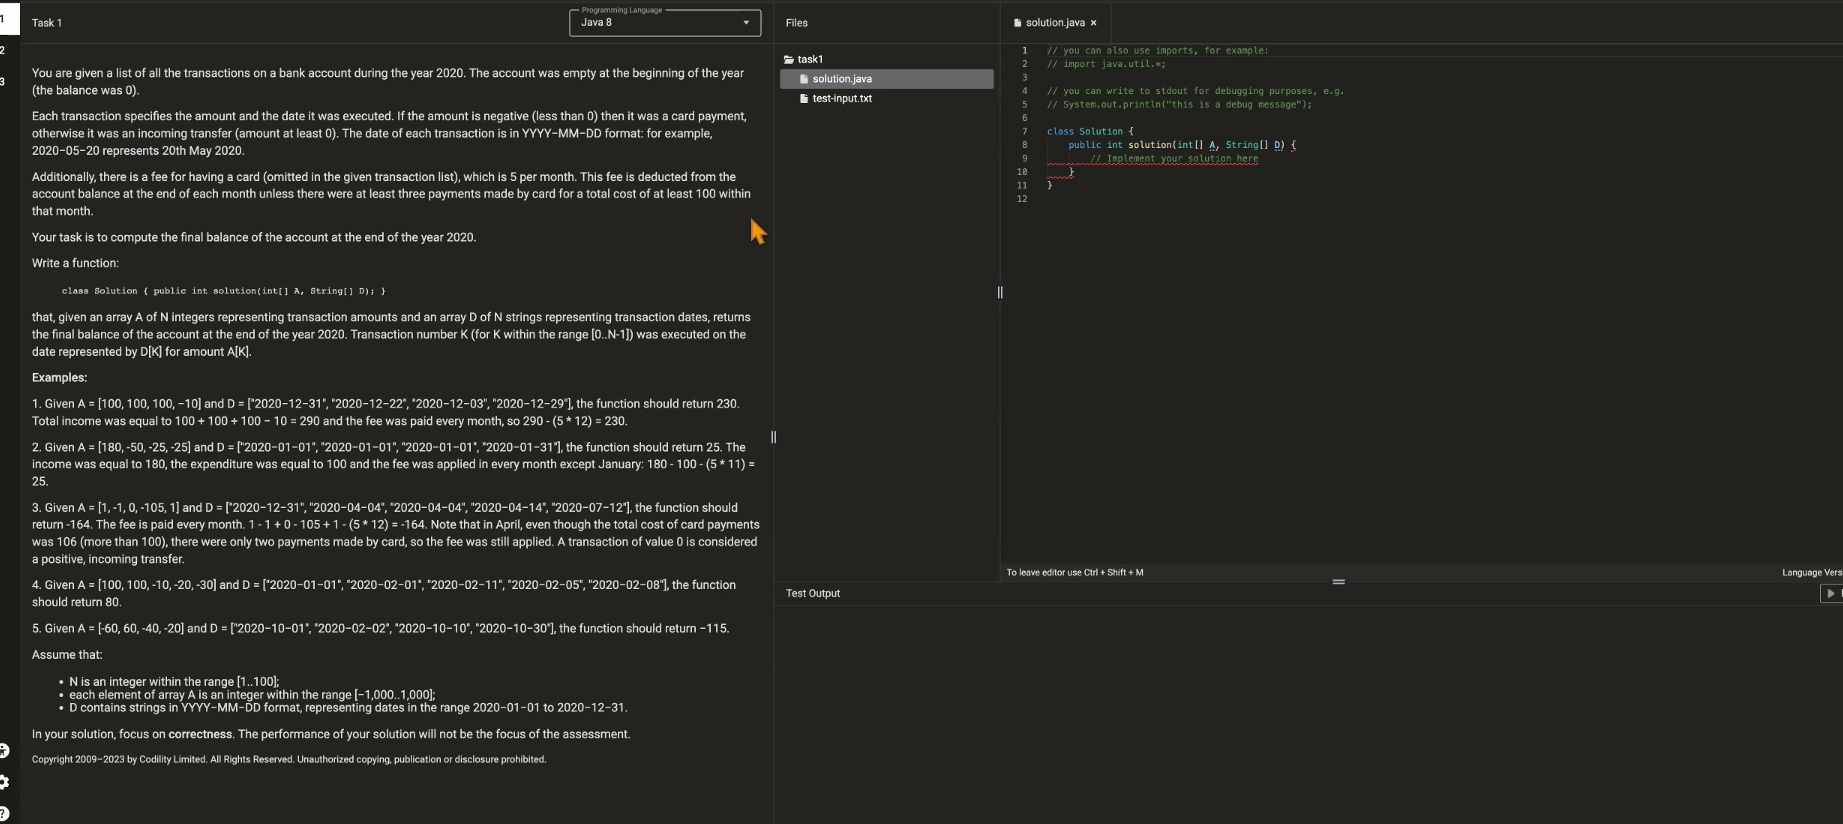 1
Task 1
Programming Language
Java 8
2
3
You are given a list of all the transactions on a bank account during the year 2020. The account was empty at the beginning of the year
(the balance was 0).
Each transaction specifies the amount and the date it was executed. If the amount is negative (less than 0) then it was a card payment,
otherwise it was an incoming transfer (amount at least 0). The date of each transaction is in YYYY-MM-DD format: for example,
2020-05-20 represents 20th May 2020.
Additionally, there is a fee for having a card (omitted in the given transaction list), which is 5 per month. This fee is deducted from the
account balance at the end of each month unless there were at least three payments made by card for a total cost of at least 100 within
that month.
Your task is to compute the final balance of the account at the end of the year 2020.
Write a function:
class Solution { public int solution(int[] A, String[] D); }
that, given an array A of N integers representing transaction amounts and an array D of N strings representing transaction dates, returns
the final balance of the account at the end of the year 2020. Transaction number K (for K within the range [0..N-1]) was executed on the
date represented by D[K] for amount A[K].
Examples:
1. Given A = [100, 100, 100, −10] and D = ["2020−12−31", "2020−12−22", "2020−12−03", "2020−12−29"], the function should return 230.
Total income was equal to 100 + 100 + 100 − 10 = 290 and the fee was paid every month, so 290 - (5 * 12) = 230.
2. Given A = [180, -50, -25, -25] and D = ["2020−01−01", "2020−01−01", "2020−01−01", "2020−01−31"], the function should return 25. The
income was equal to 180, the expenditure was equal to 100 and the fee was applied in every month except January: 180 - 100 - (5 * 11) =
25.
3. Given A = [1, -1, 0, -105, 1] and D = ["2020−12−31", "2020−04−04", "2020−04−04", "2020−04−14", "2020−07−12"], the function should
return -164. The fee is paid every month. 1 - 1 + 0 - 105 + 1 - (5 * 12) = -164. Note that in April, even though the total cost of card payments
was 106 (more than 100), there were only two payments made by card, so the fee was still applied. A transaction of value 0 is considered
a positive, incoming transfer.
4. Given A = [100, 100, -10, -20, -30] and D = ["2020−01−01", "2020−02−01", "2020−02−11", "2020−02−05", "2020−02−08"], the function
should return 80.
5. Given A = [-60, 60, -40, -20] and D = ["2020−10−01", "2020−02−02", "2020−10−10", "2020−10−30"], the function should return −115.
Assume that:
• N is an integer within the range [1..100];
• each element of array A is an integer within the range [−1,000..1,000];
• D contains strings in YYYY−MM−DD format, representing dates in the range 2020−01−01 to 2020−12−31.
In your solution, focus on correctness. The performance of your solution will not be the focus of the assessment.
Copyright 2009–2023 by Codility Limited. All Rights Reserved. Unauthorized copying, publication or disclosure prohibited.
Files
task1
solution.java
test-input.txt
solution.java ×
1 // you can also use imports, for example:
2 // import java.util.*;
3
4 // you can write to stdout for debugging purposes, e.g.
5 // System.out.println("this is a debug message");
6
7 class Solution {
8 public int solution(int[] A, String[] D) {
9 // Implement your solution here
10 }
11 }
12
To leave editor use Ctrl + Shift + M
Language Vers
Test Output